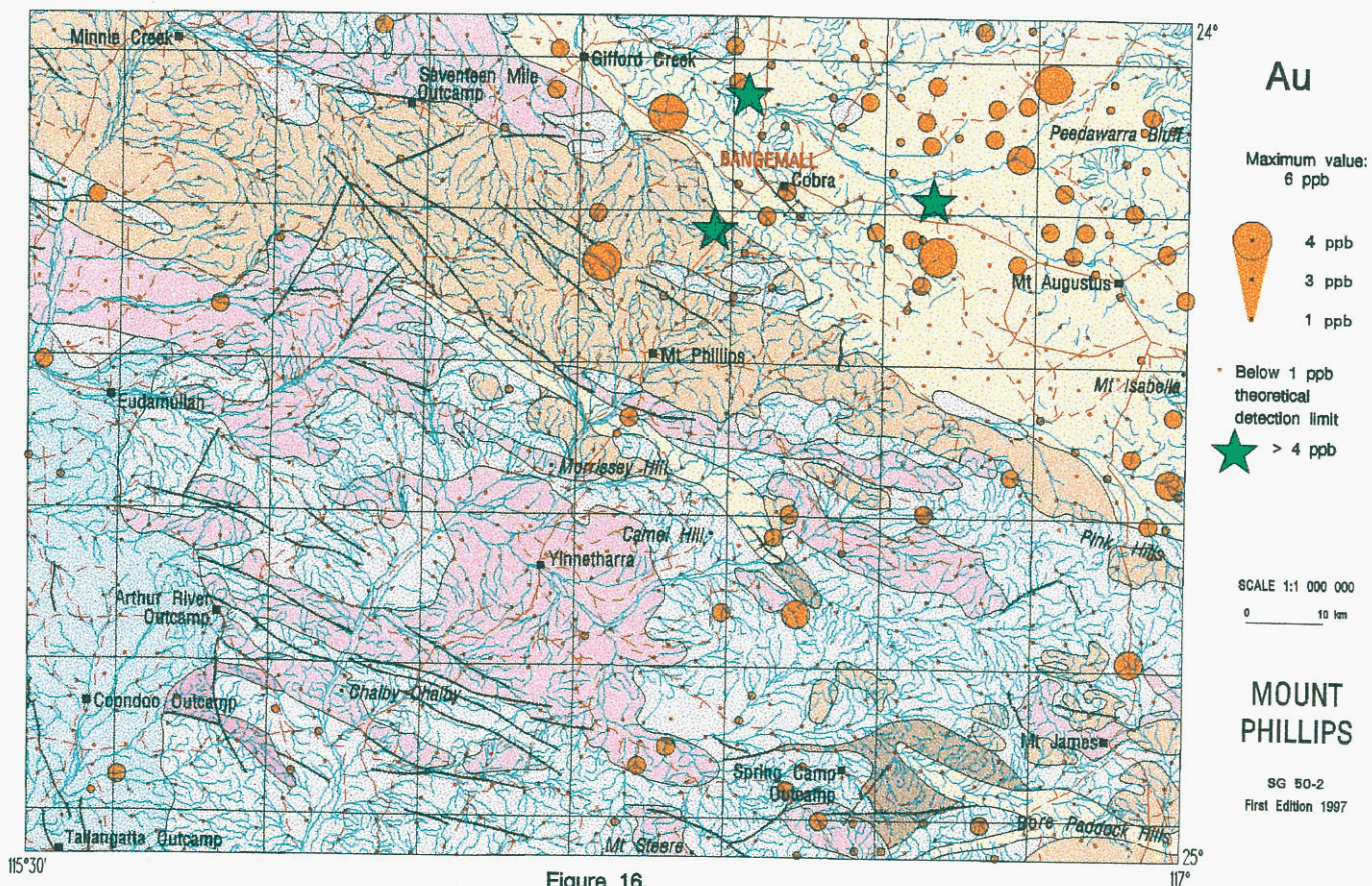 24°
Minnie Creek
Gifford Creek
Seventeen Mile
Outcamp
Peedawarra Bluff
BANGEMALL
Cobra
Mt Augustus
Mt Phillips
Mt Isabella
Eudamullah
Morrissey Hill
Camel Hill
Pink Hills
Yinnetharra
Arthur River
Outcamp
Chalby Chalby
Coondoo Outcamp
Mt James
Spring Camp
Outcamp
Bore Paddock Hills
Tallangatta Outcamp
Mt Steere
115°30'
25°
117°
Figure 16.
Au
Maximum value:
6 ppb
4 ppb
3 ppb
1 ppb
Below 1 ppb
theoretical
detection limit
> 4 ppb
SCALE 1:1 000 000
0 10 km
MOUNT
PHILLIPS
SG 50-2
First Edition 1997